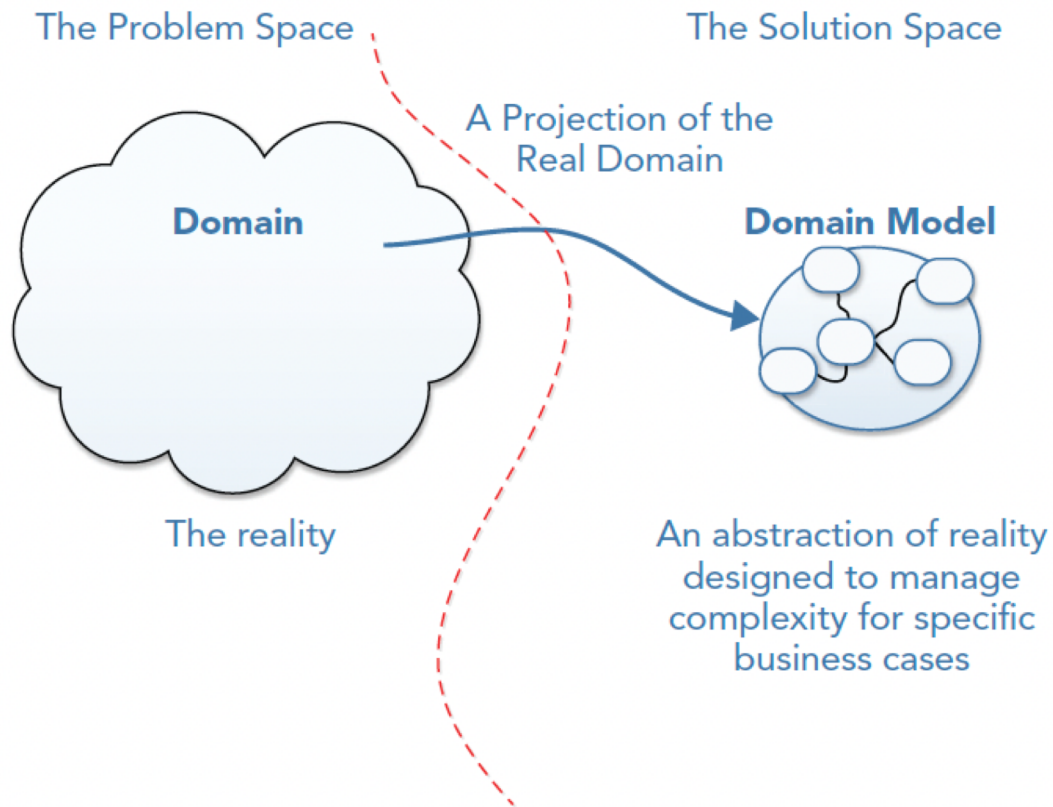 The Problem Space
The Solution Space
A Projection of the
Real Domain
Domain
Domain Model
The reality
An abstraction of reality
designed to manage
complexity for specific
business cases